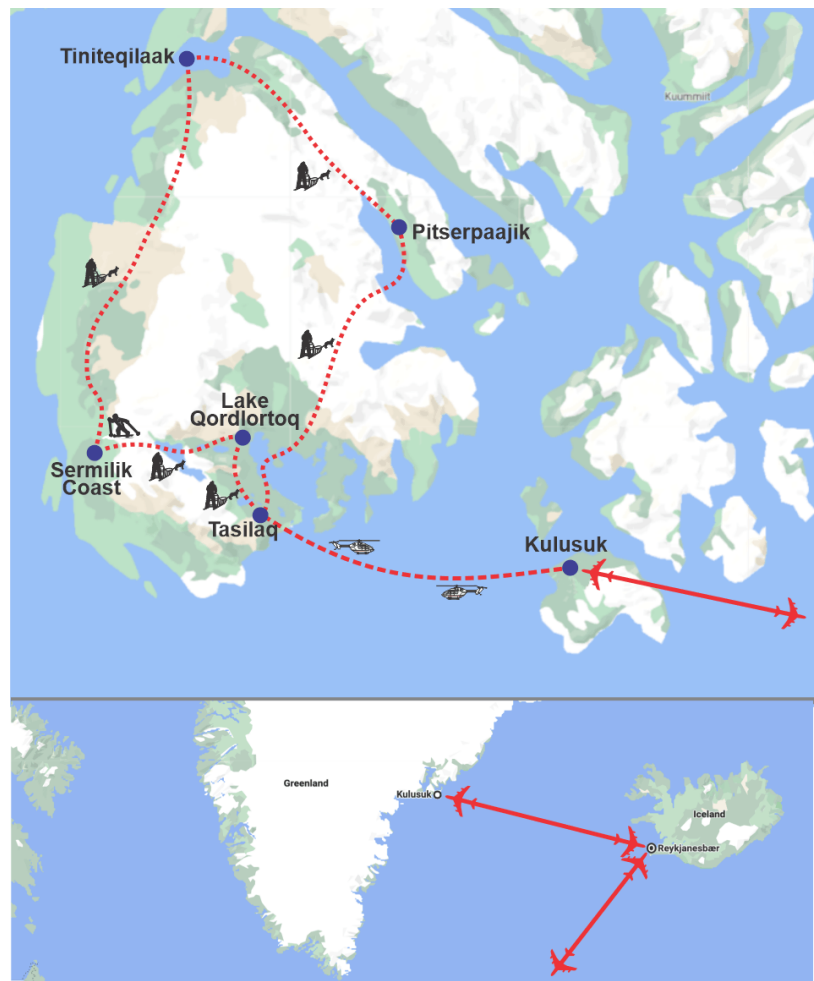 Tiniteqilaak
Kuummiit
Pitserpaajik
Lake
Qordlortoq
Sermilik
Coast
Tasilaq
Kulusuk
Greenland
Kulusuk
Iceland
Reykjanesbær